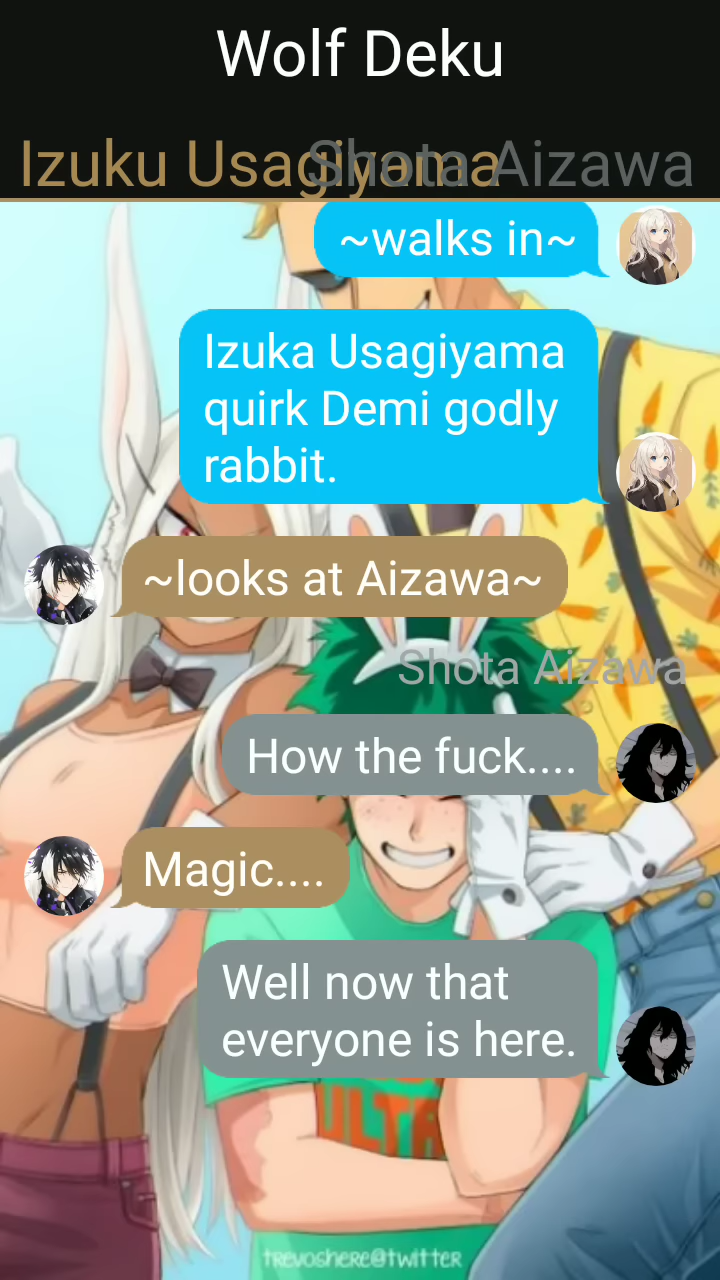 Wolf Deku
Izuku Usagiyama
Shota Aizawa
~walks in~
Izuka Usagiyama
quirk Demi godly
rabbit.
~looks at Aizawa~
Shota Aizawa
How the fuck....
Magic....
Well now that
everyone is here.
ULTRA
trevoshere@twitter